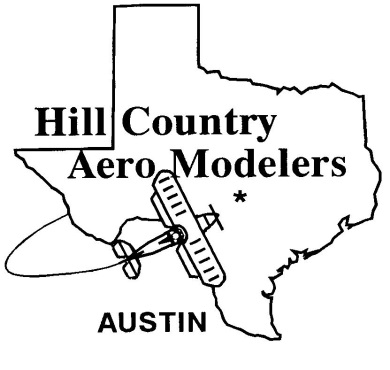 Hill Country
Aero Modelers
*
AUSTIN